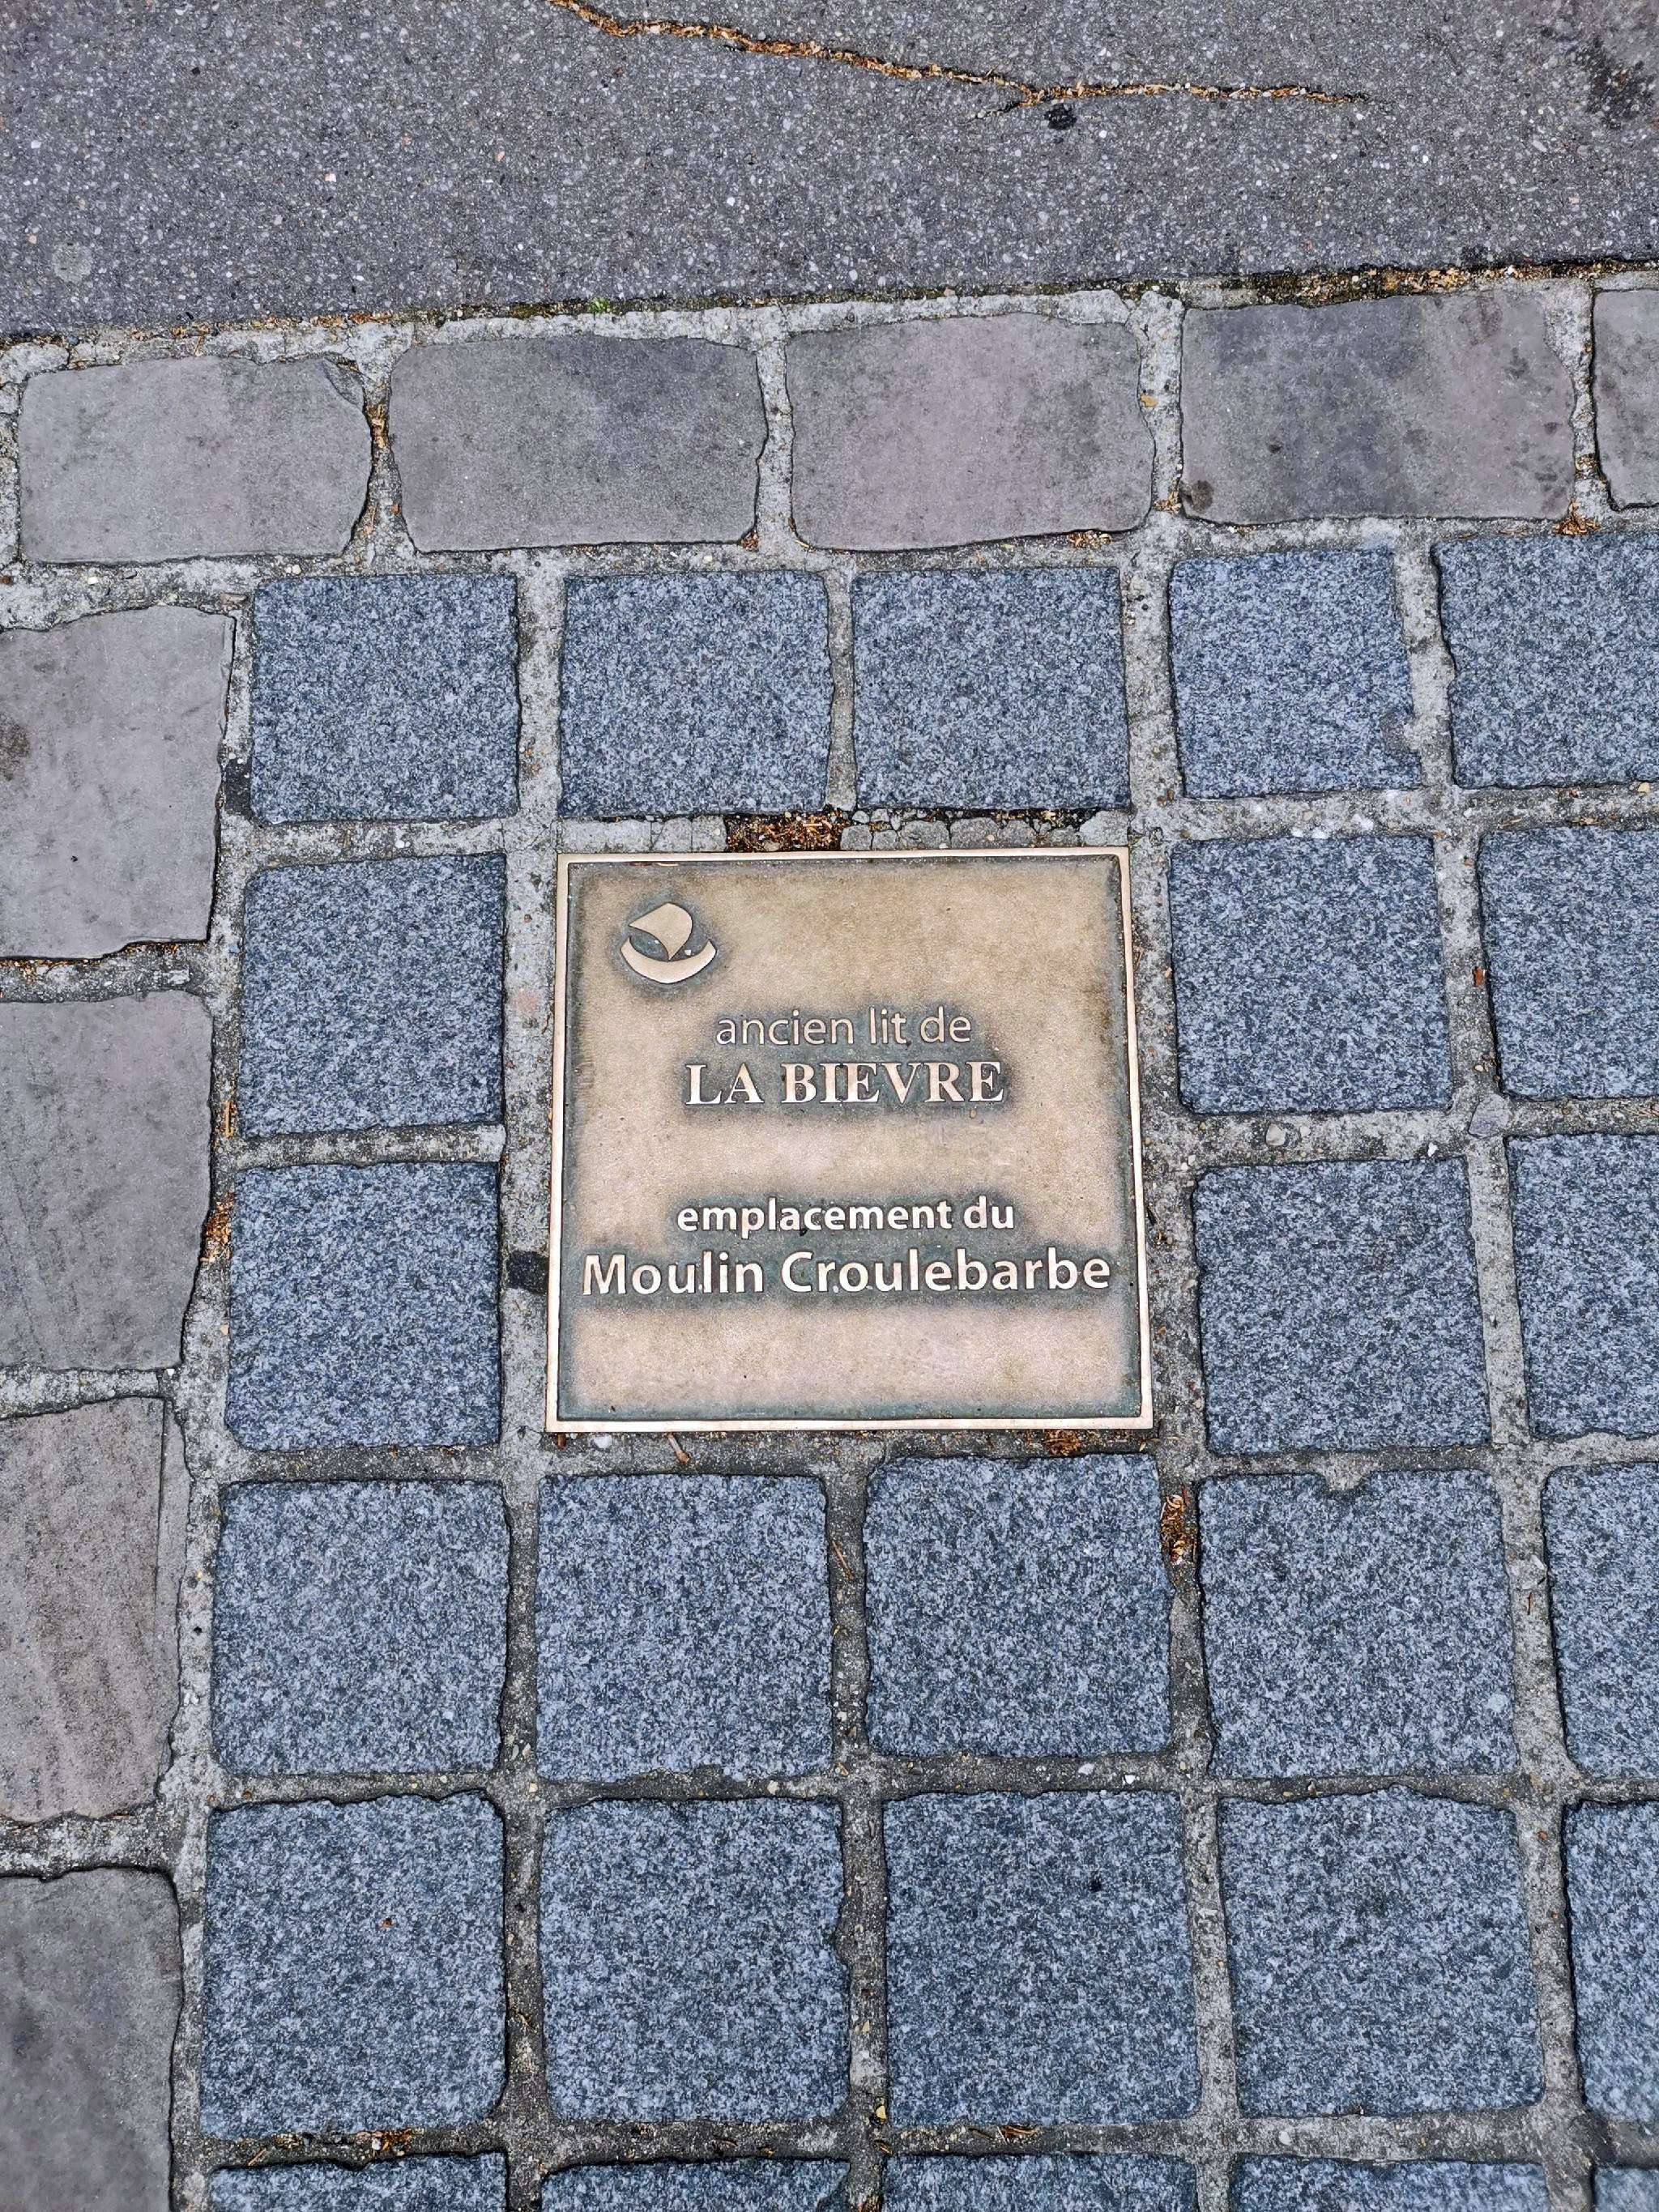 ancien lit de
LA BIEVRE
emplacement du
Moulin Croulebarbe